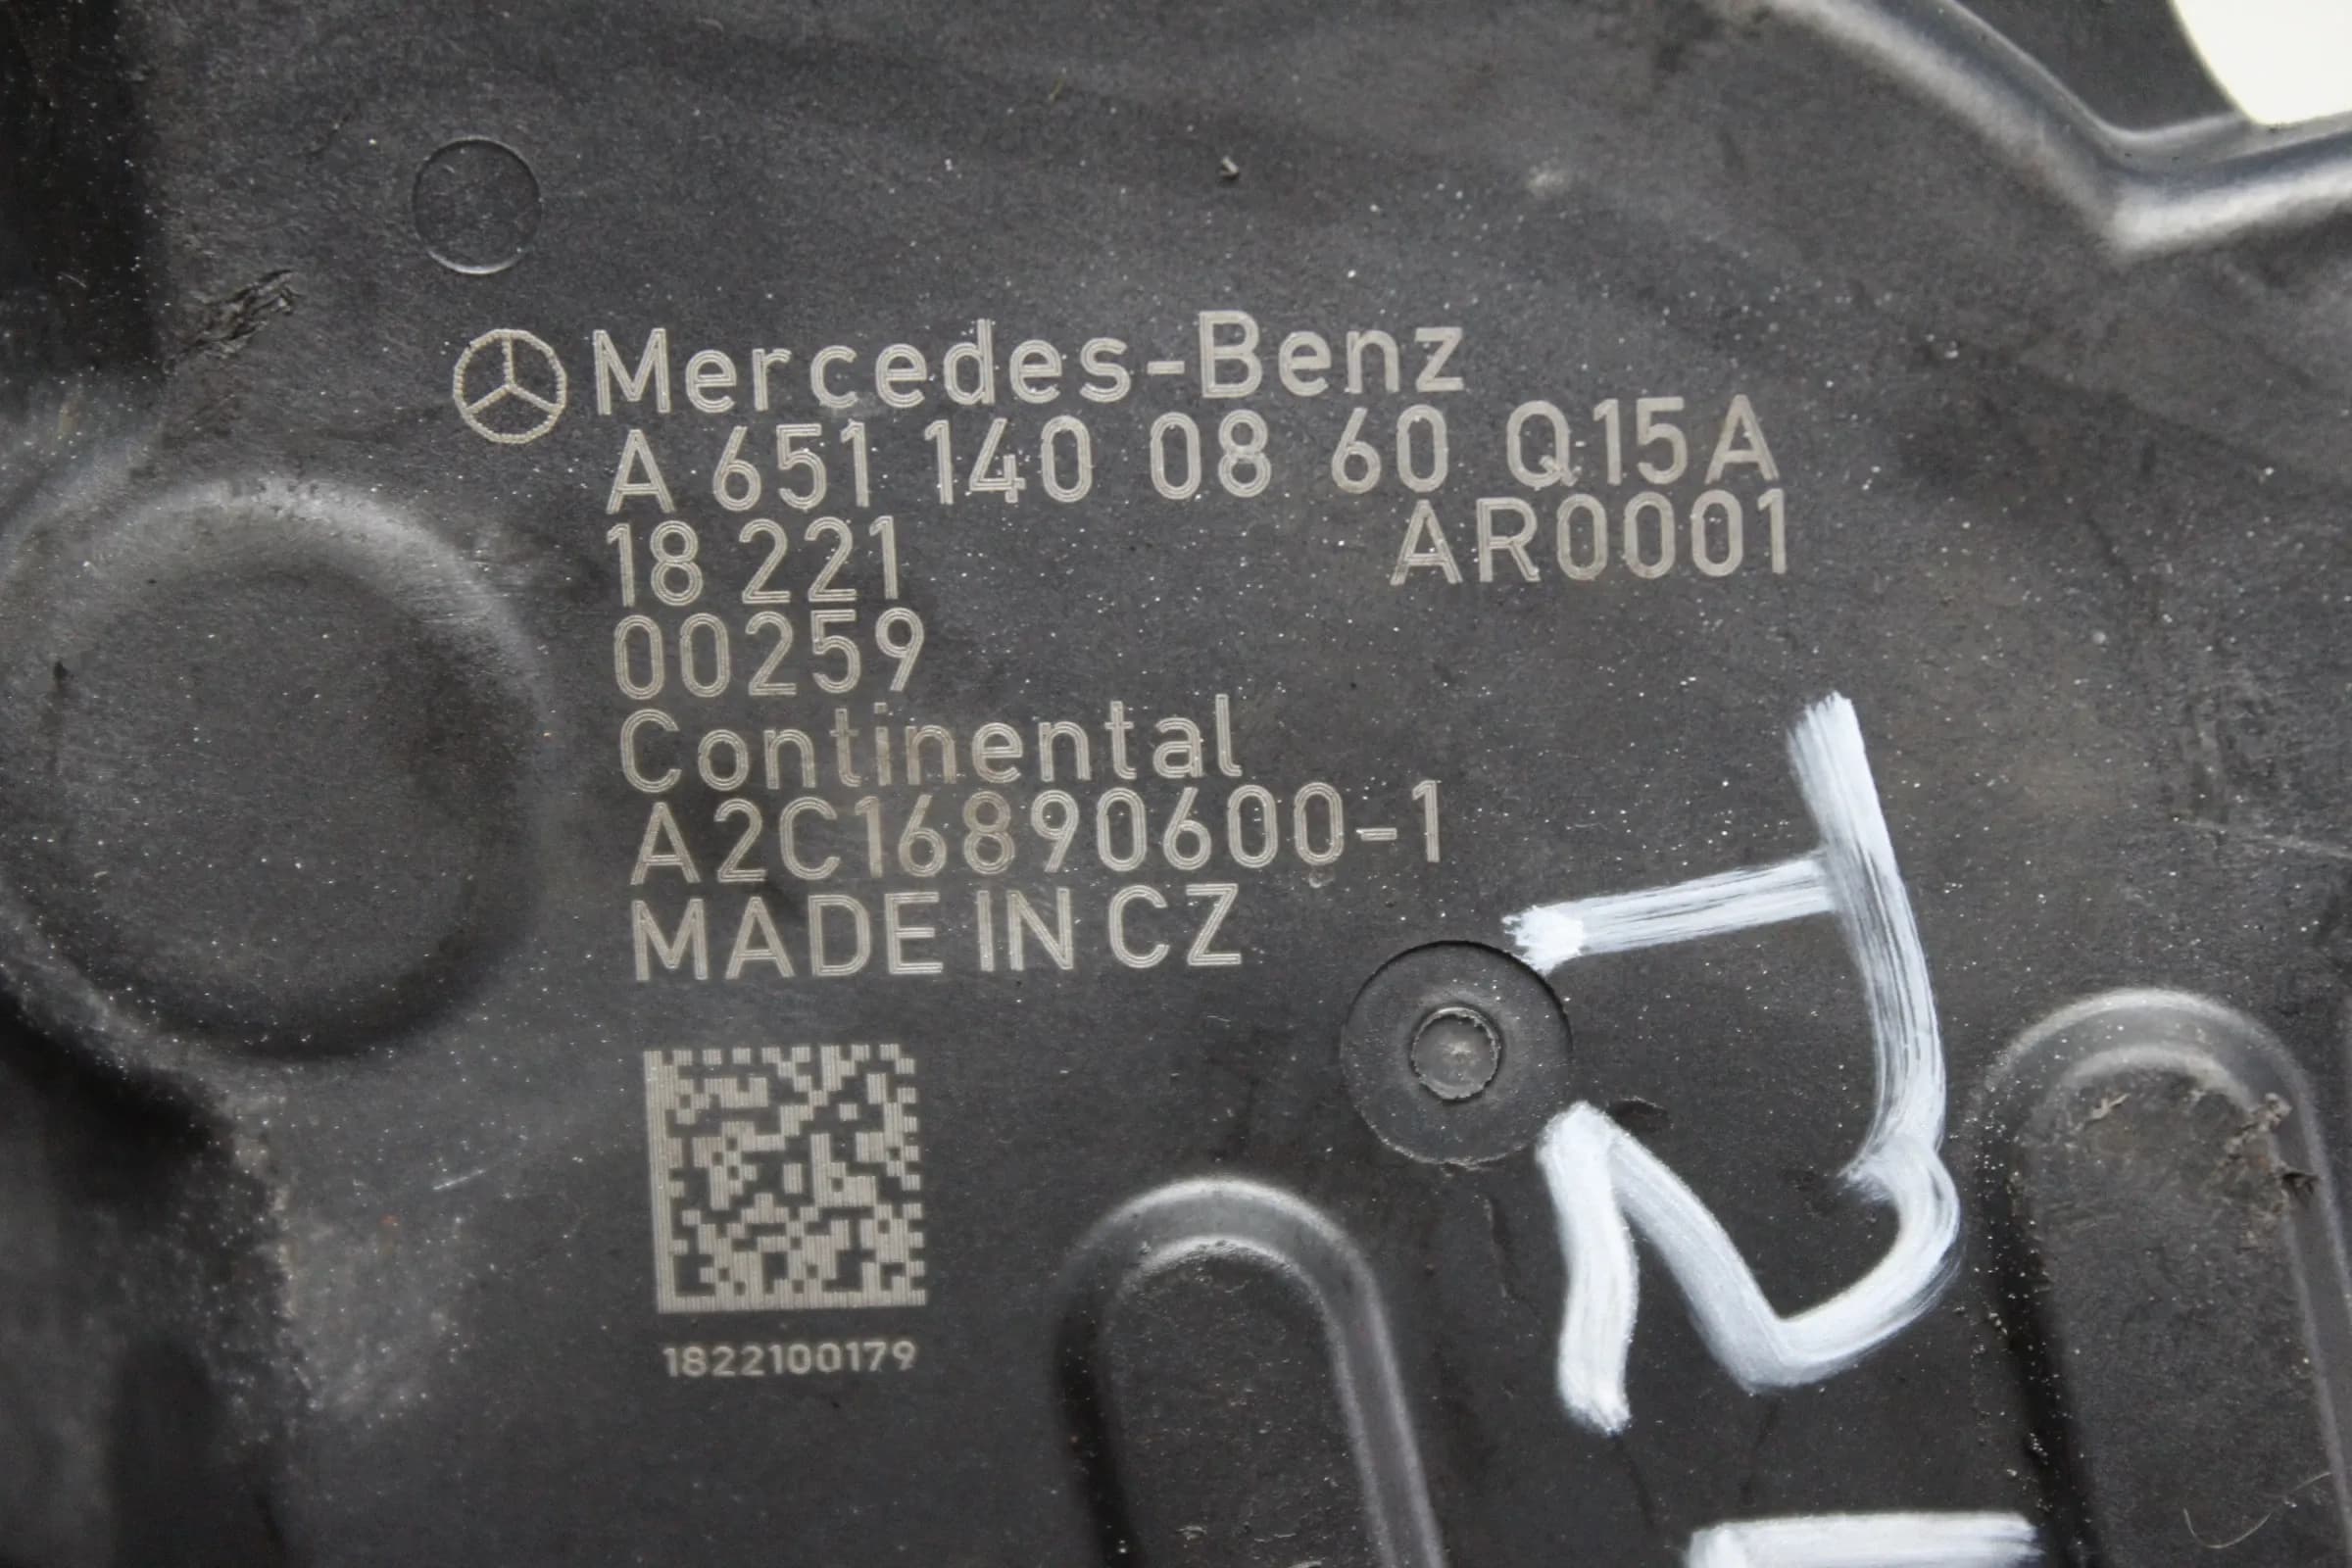 Mercedes-Benz
A 651 140 08 60 Q15A
18 221 AR0001
00259
Continental
A2C16890600-1
MADE IN CZ
1822100179